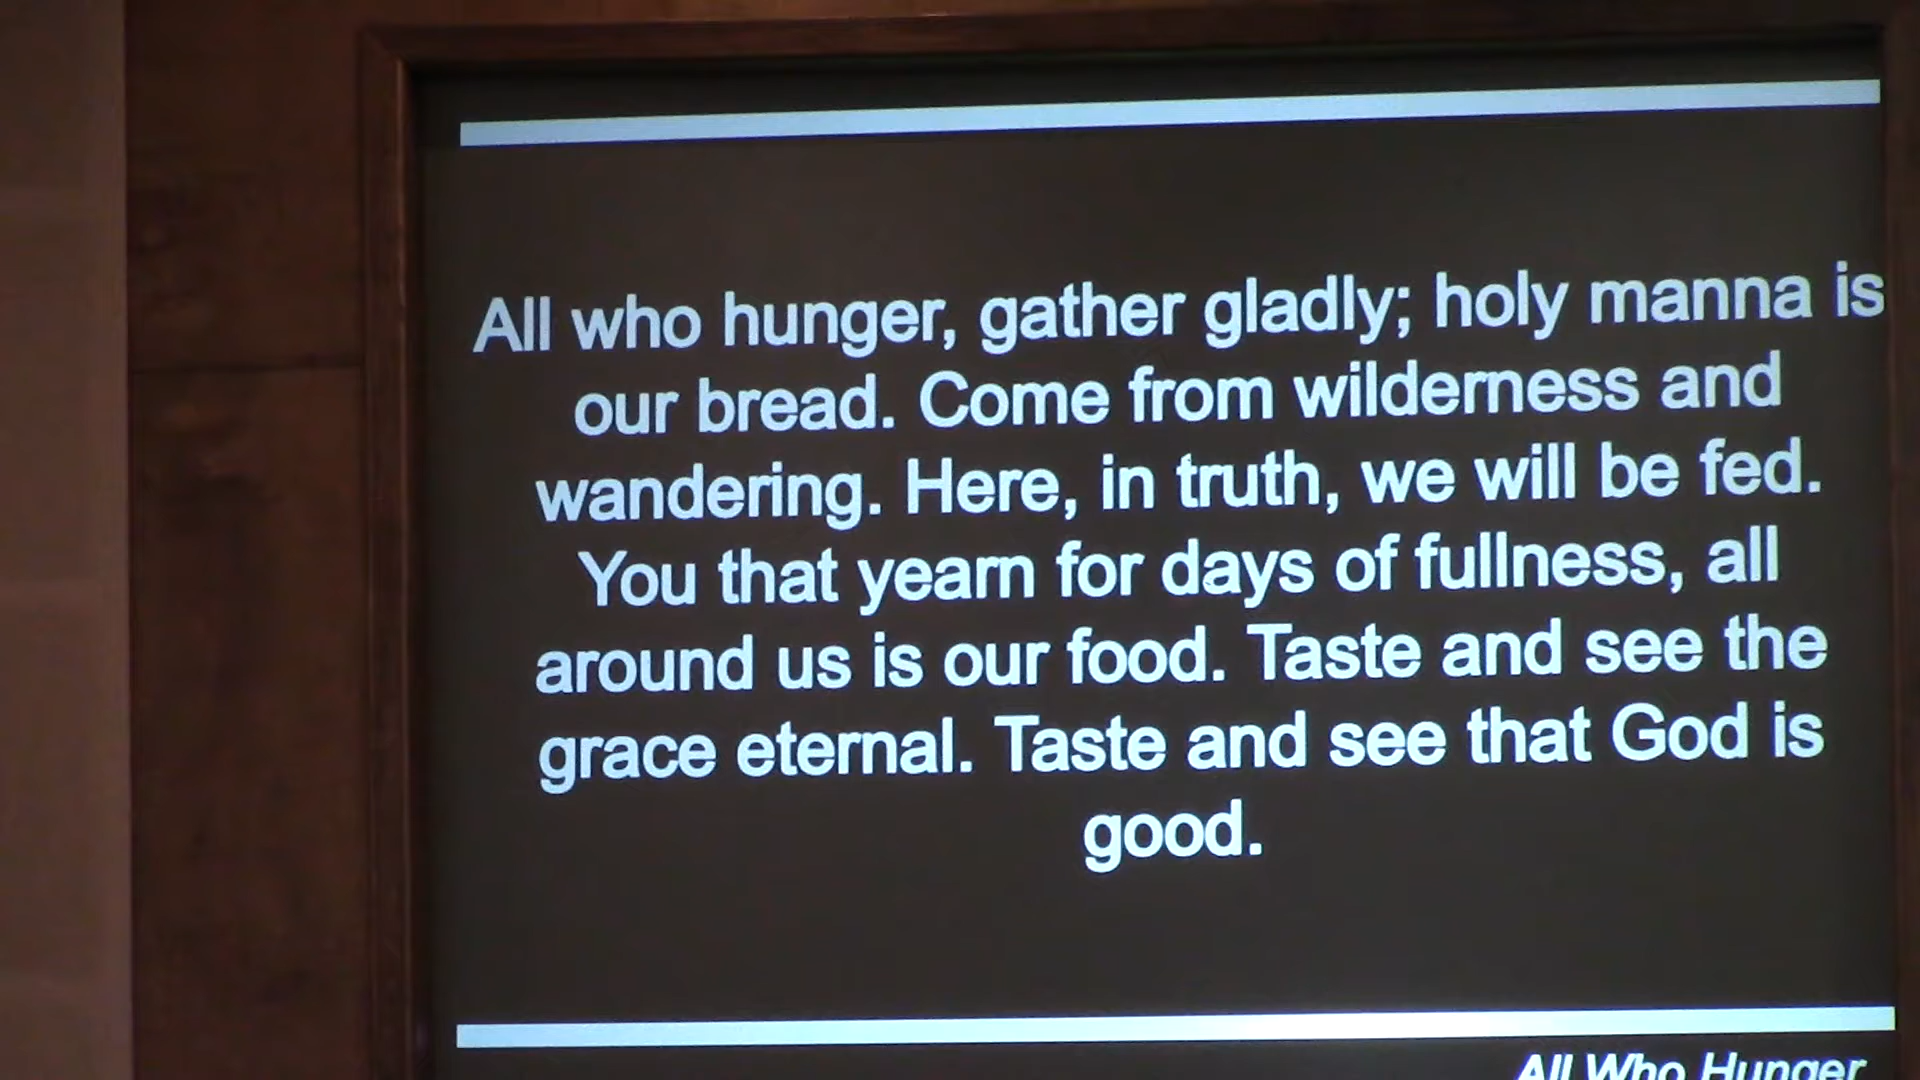 All who hunger, gather gladly; holy manna is
our bread. Come from wilderness and
wandering. Here, in truth, we will be fed.
You that yearn for days of fullness, all
around us is our food. Taste and see the
grace eternal. Taste and see that God is
good.
All Who Hunger